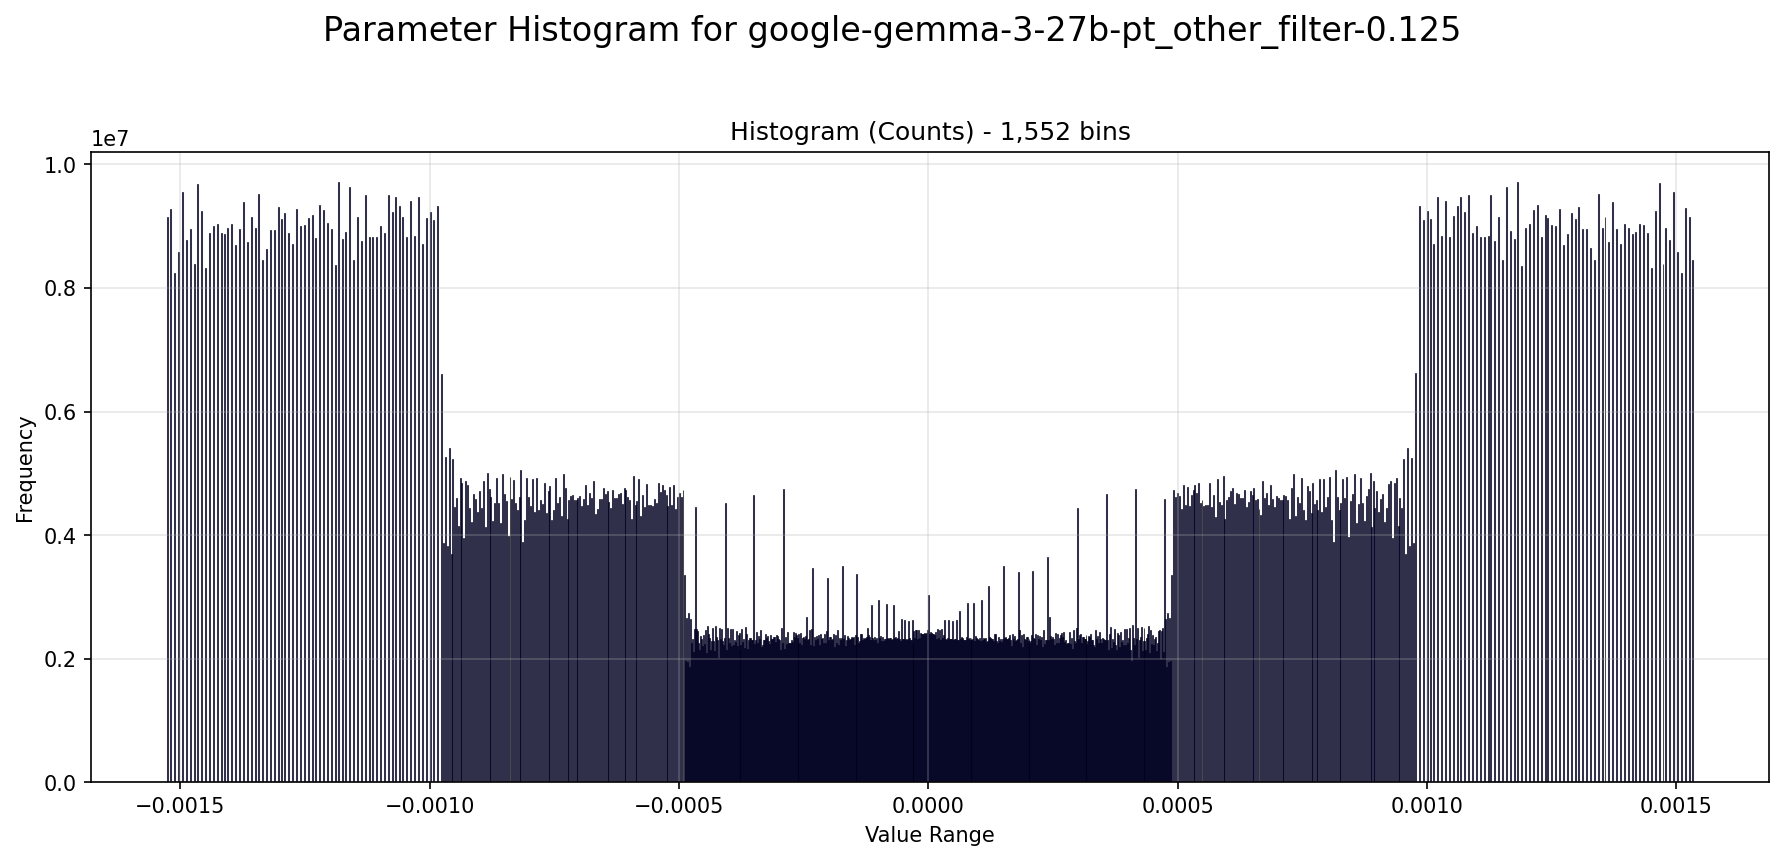 Parameter Histogram for google-gemma-3-27b-pt_other_filter-0.125
Histogram (Counts) - 1,552 bins
1e7
1.0
0.8
0.6
0.4
0.2
0.0
Frequency
−0.0015 −0.0010 −0.0005 0.0000 0.0005 0.0010 0.0015
Value Range